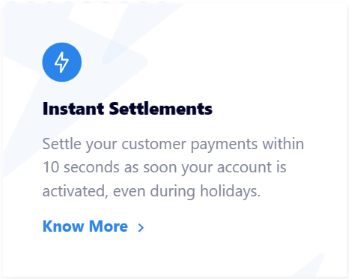 Instant Settlements
Settle your customer payments within
10 seconds as soon your account is
activated, even during holidays.
Know More >